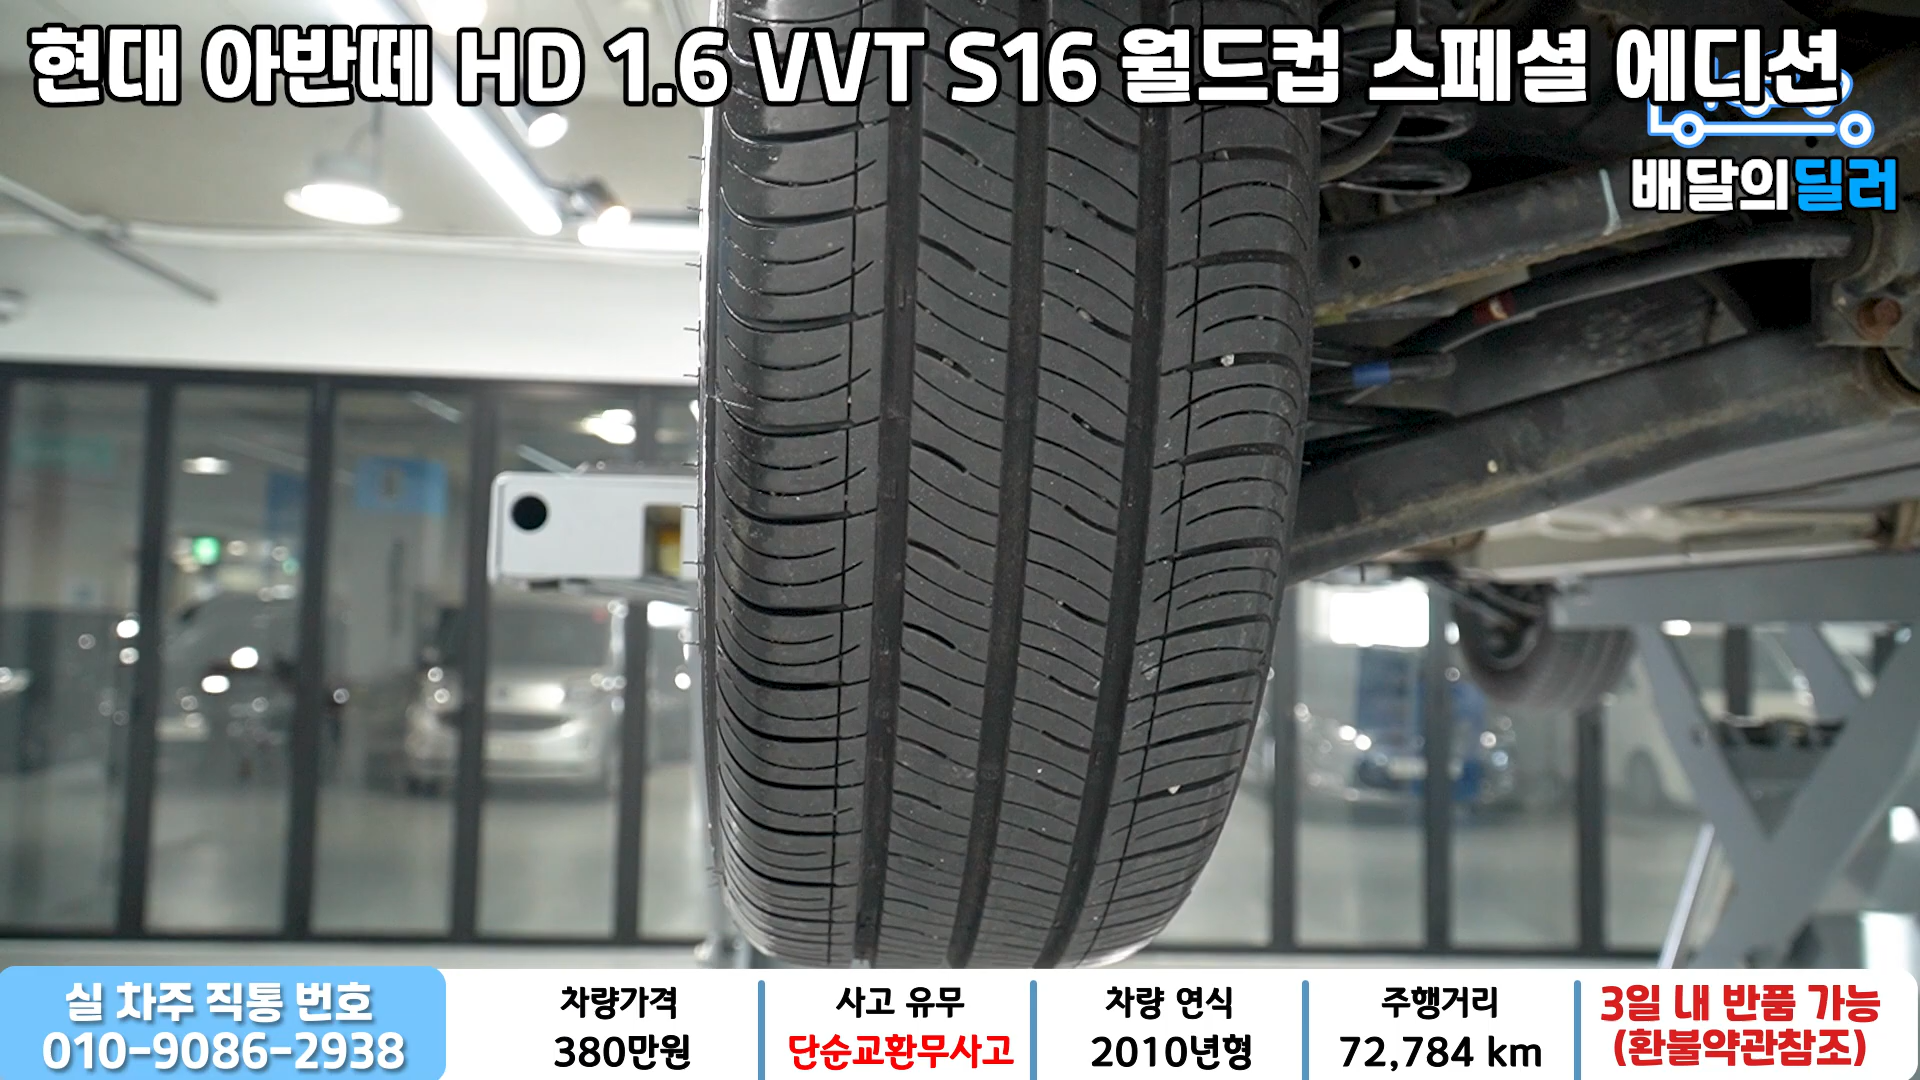 현대 아반떼 HD 1.6 VVT S16 월드컵 스페셜 에디션
배달의딜러
실 차주 직통 번호
010-9086-2938
차량가격
380만원
사고 유무
단순교환무사고
차량 연식
2010년형
주행거리
72,784 km
3일 내 반품 가능
(환불약관참조)